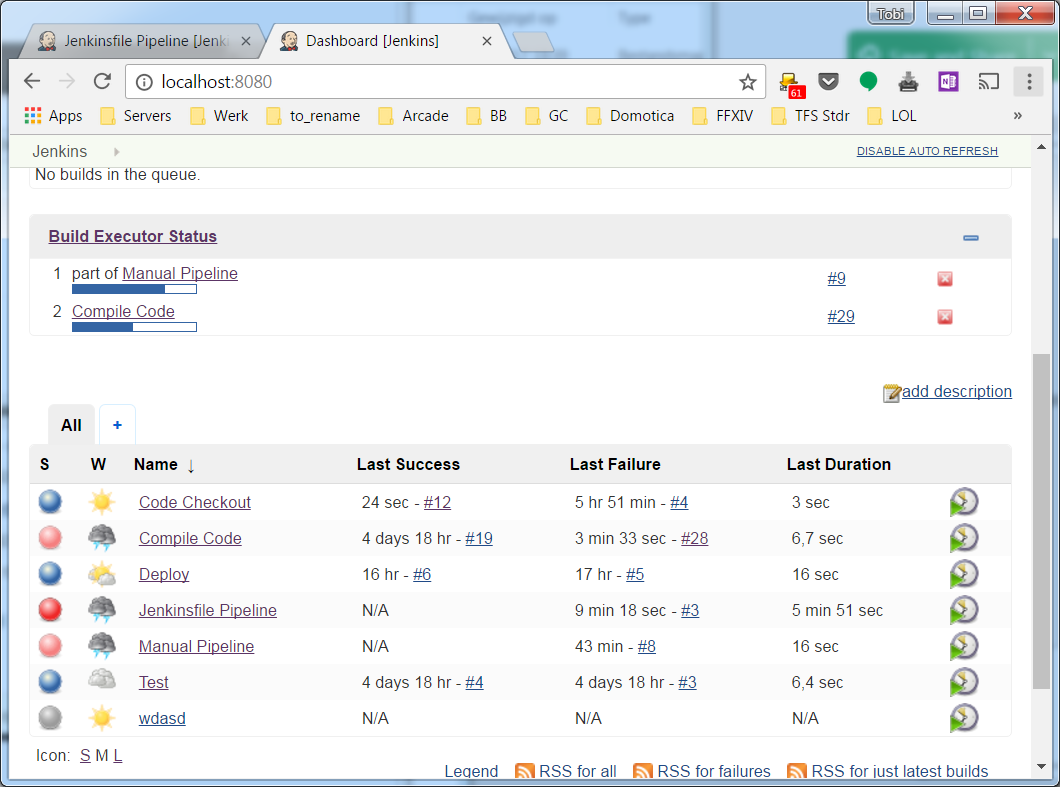 Tobi
Jenkinsfile Pipeline [Jenki
Dashboard [Jenkins]
localhost:8080
61
Apps Servers Werk to_rename Arcade BB GC Domotica FFXIV TFS Stdr LOL »
Jenkins
DISABLE AUTO REFRESH
No builds in the queue.
Build Executor Status
1 part of Manual Pipeline #9
2 Compile Code #29
add description
All +
S W Name ↓ Last Success Last Failure Last Duration
Code Checkout 24 sec - #12 5 hr 51 min - #4 3 sec
Compile Code 4 days 18 hr - #19 3 min 33 sec - #28 6,7 sec
Deploy 16 hr - #6 17 hr - #5 16 sec
Jenkinsfile Pipeline N/A 9 min 18 sec - #3 5 min 51 sec
Manual Pipeline N/A 43 min - #8 16 sec
Test 4 days 18 hr - #4 4 days 18 hr - #3 6,4 sec
wdasd N/A N/A N/A
Icon: S M L
Legend RSS for all RSS for failures RSS for just latest builds